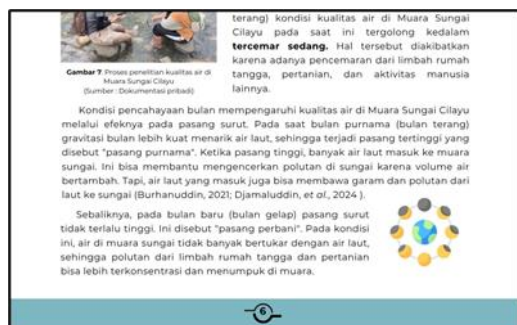 terang) kondisi kualitas air di Muara Sungai
Cilayu pada saat ini tergolong kedalam
tercemar sedang. Hal tersebut diakibatkan
karena adanya pencemaran dari limbah rumah
tangga, pertanian, dan aktivitas manusia
lainnya.
Gambar 7. Proses penelitian kualitas air di
Muara Sungai Cilayu
(Sumber : Dokumentasi pribadi)
Kondisi pencahayaan bulan mempengaruhi kualitas air di Muara Sungai Cilayu
melalui efeknya pada pasang surut. Pada saat bulan purnama (bulan terang)
gravitasi bulan lebih kuat menarik air laut, sehingga terjadi pasang tertinggi yang
disebut "pasang purnama". Ketika pasang tinggi, banyak air laut masuk ke muara
sungai. Ini bisa membantu mengencerkan polutan di sungai karena volume air
bertambah. Tapi, air laut yang masuk juga bisa membawa garam dan polutan dari
laut ke sungai (Burhanuddin, 2021; Djamaluddin, et al., 2024 ).
Sebaliknya, pada bulan baru (bulan gelap) pasang surut
tidak terlalu tinggi. Ini disebut "pasang perbani". Pada kondisi
ini, air di muara sungai tidak banyak bertukar dengan air laut,
sehingga polutan dari limbah rumah tangga dan pertanian
bisa lebih terkonsentrasi dan menumpuk di muara.
6